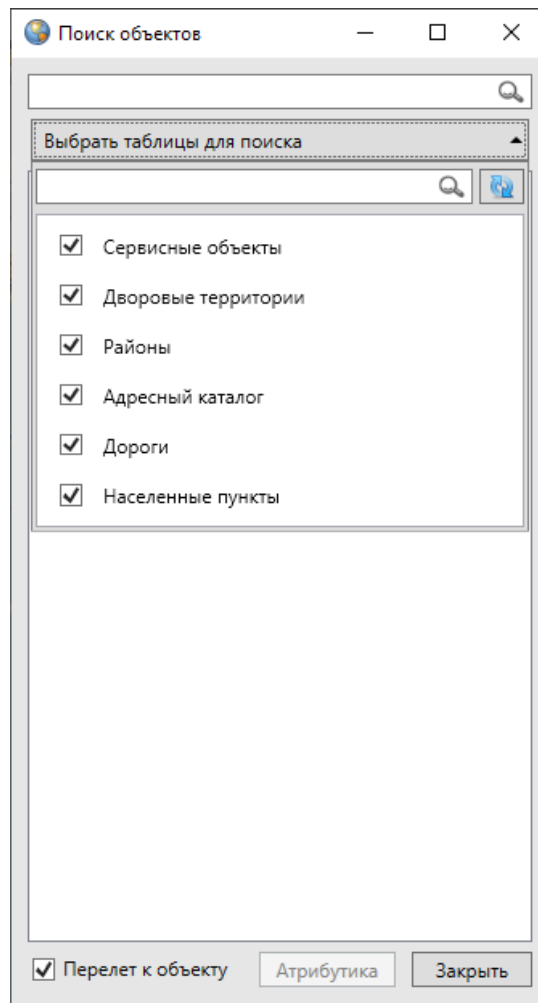 Поиск объектов
Выбрать таблицы для поиска
Сервисные объекты
Дворовые территории
Районы
Адресный каталог
Дороги
Населенные пункты
Перелет к объекту Атрибутика Закрыть